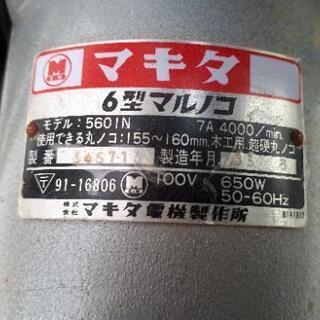 マキタ
6型マルノコ
モデル:5601N 7A 4000/min.
使用できる丸ノコ:155〜160mm.木工用,超硬丸ノコ
製番 製造年月
〒91-16806 100V 650W
50-60Hz
株式会社 マキタ電機製作所